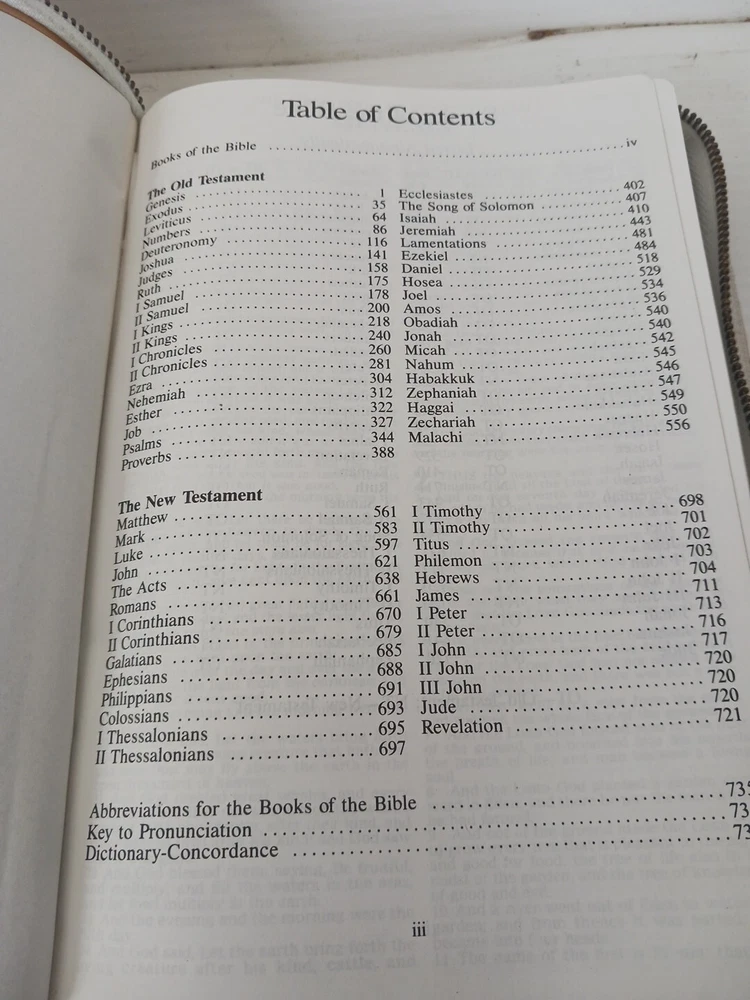 Table of Contents
Books of the Bible ........ iv
The Old Testament
Genesis ........ 1
Exodus ........ 35
Leviticus ........ 64
Numbers ........ 86
Deuteronomy ........ 116
Joshua ........ 141
Judges ........ 158
Ruth ........ 175
I Samuel ........ 178
II Samuel ........ 200
I Kings ........ 218
II Kings ........ 240
I Chronicles ........ 260
II Chronicles ........ 281
Ezra ........ 304
Nehemiah ........ 312
Esther ........ 322
Job ........ 327
Psalms ........ 344
Proverbs ........ 388
Ecclesiastes ........ 402
The Song of Solomon ........ 407
Isaiah ........ 410
Jeremiah ........ 443
Lamentations ........ 481
Ezekiel ........ 484
Daniel ........ 518
Hosea ........ 529
Joel ........ 534
Amos ........ 536
Obadiah ........ 540
Jonah ........ 540
Micah ........ 542
Nahum ........ 545
Habakkuk ........ 546
Zephaniah ........ 547
Haggai ........ 549
Zechariah ........ 550
Malachi ........ 556
The New Testament
Matthew ........ 561
Mark ........ 583
Luke ........ 597
John ........ 621
The Acts ........ 638
Romans ........ 661
I Corinthians ........ 670
II Corinthians ........ 679
Galatians ........ 685
Ephesians ........ 688
Philippians ........ 691
Colossians ........ 693
I Thessalonians ........ 695
II Thessalonians ........ 697
I Timothy ........ 698
II Timothy ........ 701
Titus ........ 702
Philemon ........ 703
Hebrews ........ 704
James ........ 711
I Peter ........ 713
II Peter ........ 716
I John ........ 717
II John ........ 720
III John ........ 720
Jude ........ 720
Revelation ........ 721
Abbreviations for the Books of the Bible ........ 735
Key to Pronunciation ........ 73
Dictionary-Concordance ........ 73
iii